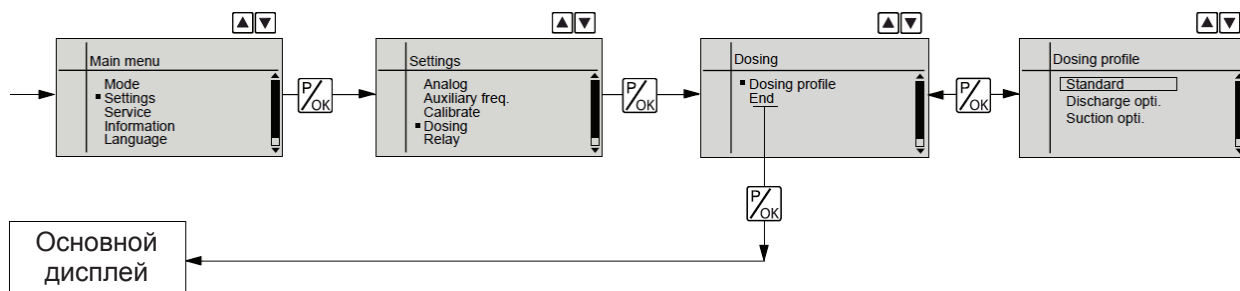 Main menu
Mode
Settings
Service
Information
Language
P/OK
Settings
Analog
Auxiliary freq.
Calibrate
Dosing
Relay
P/OK
Dosing
Dosing profile
End
P/OK
Dosing profile
Standard
Discharge opti.
Suction opti.
P/OK
Основной
дисплей